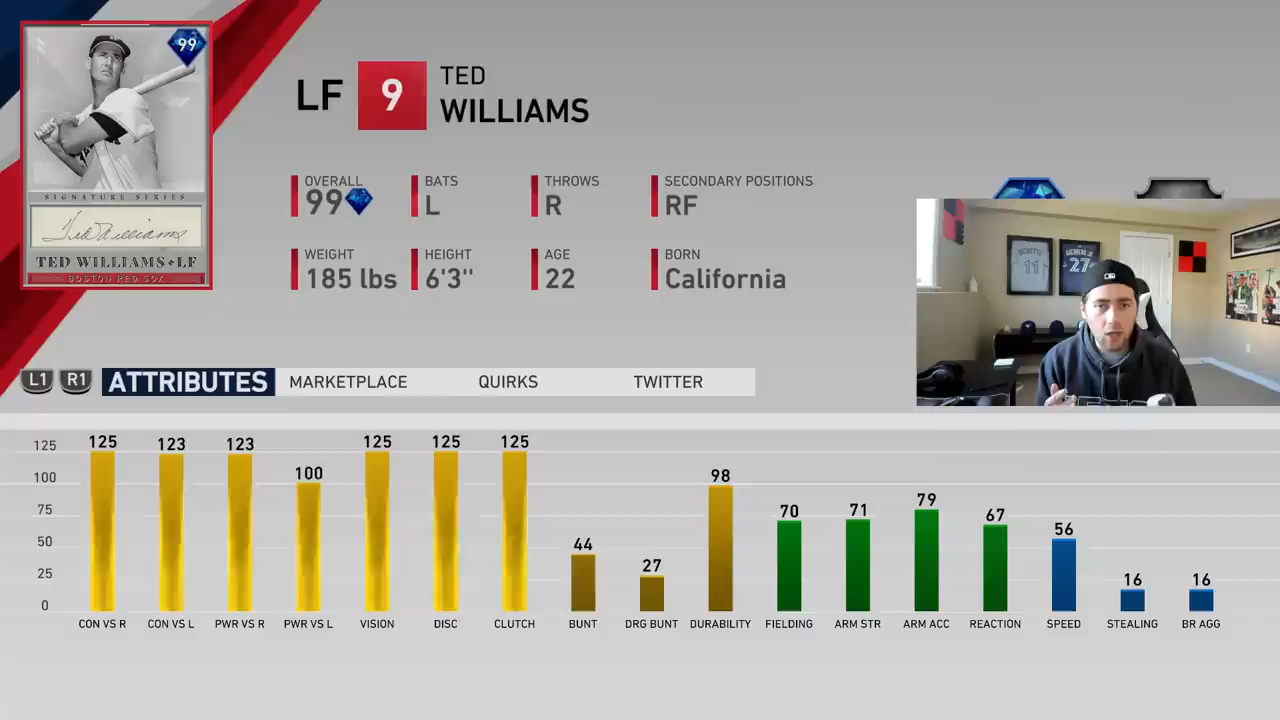 99
SIGNATURE SERIES
Ted Williams
TED WILLIAMS LF
BOSTON RED SOX
LF 9 TED WILLIAMS
OVERALL BATS THROWS SECONDARY POSITIONS
99 L R RF
WEIGHT HEIGHT AGE BORN
185 lbs 6'3" 22 California
L1 R1 ATTRIBUTES MARKETPLACE QUIRKS TWITTER
11 27
125 100 75 50 25 0
125 123 123 100 125 125 125 44 27 98 70 71 79 67 56 16 16
CON VS R CON VS L PWR VS R PWR VS L VISION DISC CLUTCH BUNT DRG BUNT DURABILITY FIELDING ARM STR ARM ACC REACTION SPEED STEALING BR AGG